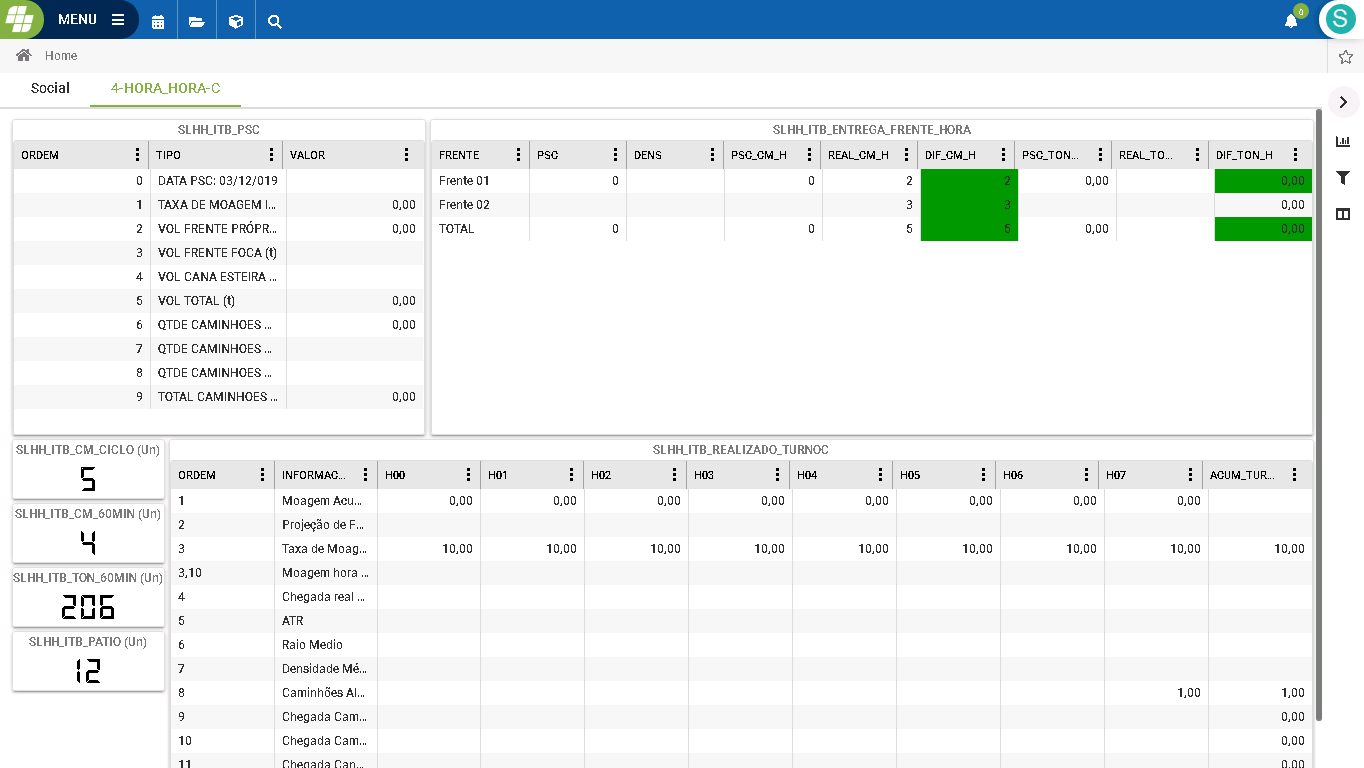 MENU
0
S
Home
Social 4-HORA_HORA-C
SLHH_ITB_PSC
ORDEM TIPO VALOR
0 DATA PSC: 03/12/019
1 TAXA DE MOAGEM I... 0,00
2 VOL FRENTE PRÓPR... 0,00
3 VOL FRENTE FOCA (t)
4 VOL CANA ESTEIRA ...
5 VOL TOTAL (t) 0,00
6 QTDE CAMINHOES ... 0,00
7 QTDE CAMINHOES ...
8 QTDE CAMINHOES ...
9 TOTAL CAMINHOES ... 0,00
SLHH_ITB_ENTREGA_FRENTE_HORA
FRENTE PSC DENS PSC_CM_H REAL_CM_H DIF_CM_H PSC_TON... REAL_TO... DIF_TON_H
Frente 01 0 0 2 2 0,00 0,00
Frente 02 3 3 0,00
TOTAL 0 0 5 5 0,00 0,00
SLHH_ITB_CM_CICLO (Un)
5
SLHH_ITB_CM_60MIN (Un)
4
SLHH_ITB_TON_60MIN (Un)
206
SLHH_ITB_PATIO (Un)
12
SLHH_ITB_REALIZADO_TURNOC
ORDEM INFORMAC... H00 H01 H02 H03 H04 H05 H06 H07 ACUM_TUR...
1 Moagem Acu... 0,00 0,00 0,00 0,00 0,00 0,00 0,00 0,00
2 Projeção de F...
3 Taxa de Moag... 10,00 10,00 10,00 10,00 10,00 10,00 10,00 10,00 10,00
3,10 Moagem hora ...
4 Chegada real ...
5 ATR
6 Raio Medio
7 Densidade Mé...
8 Caminhões Al... 1,00 1,00
9 Chegada Cam... 0,00
10 Chegada Cam... 0,00
11 Chegada Can... 0,00